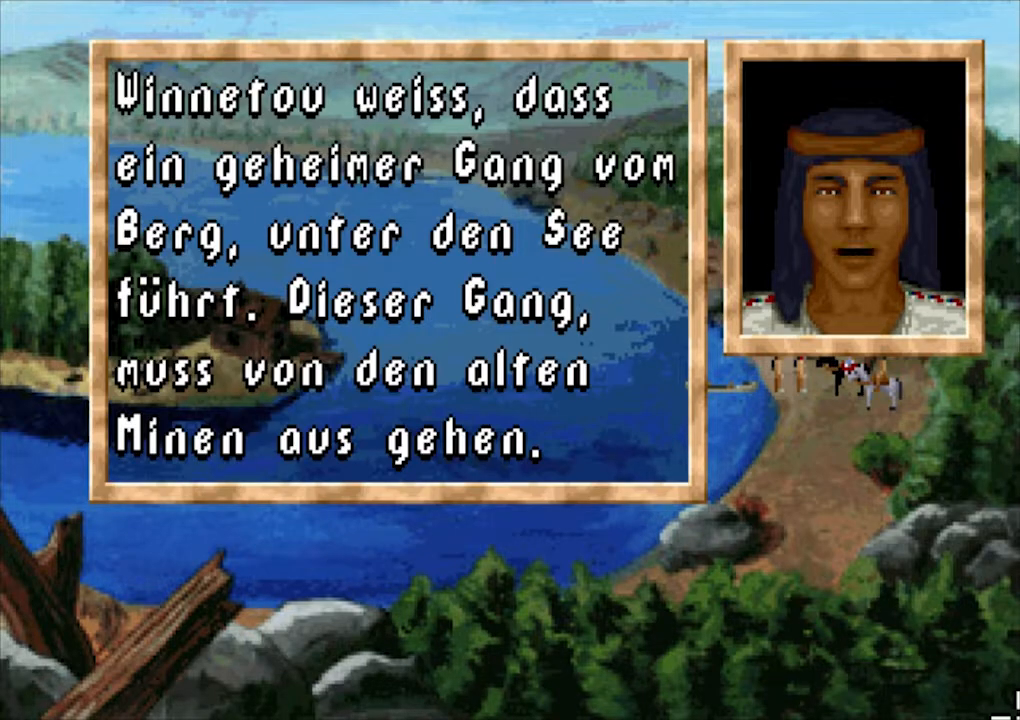 Winnetou weiss, dass
ein geheimer Gang vom
Berg, unter den See
führt. Dieser Gang,
muss von den alten
Minen aus gehen.